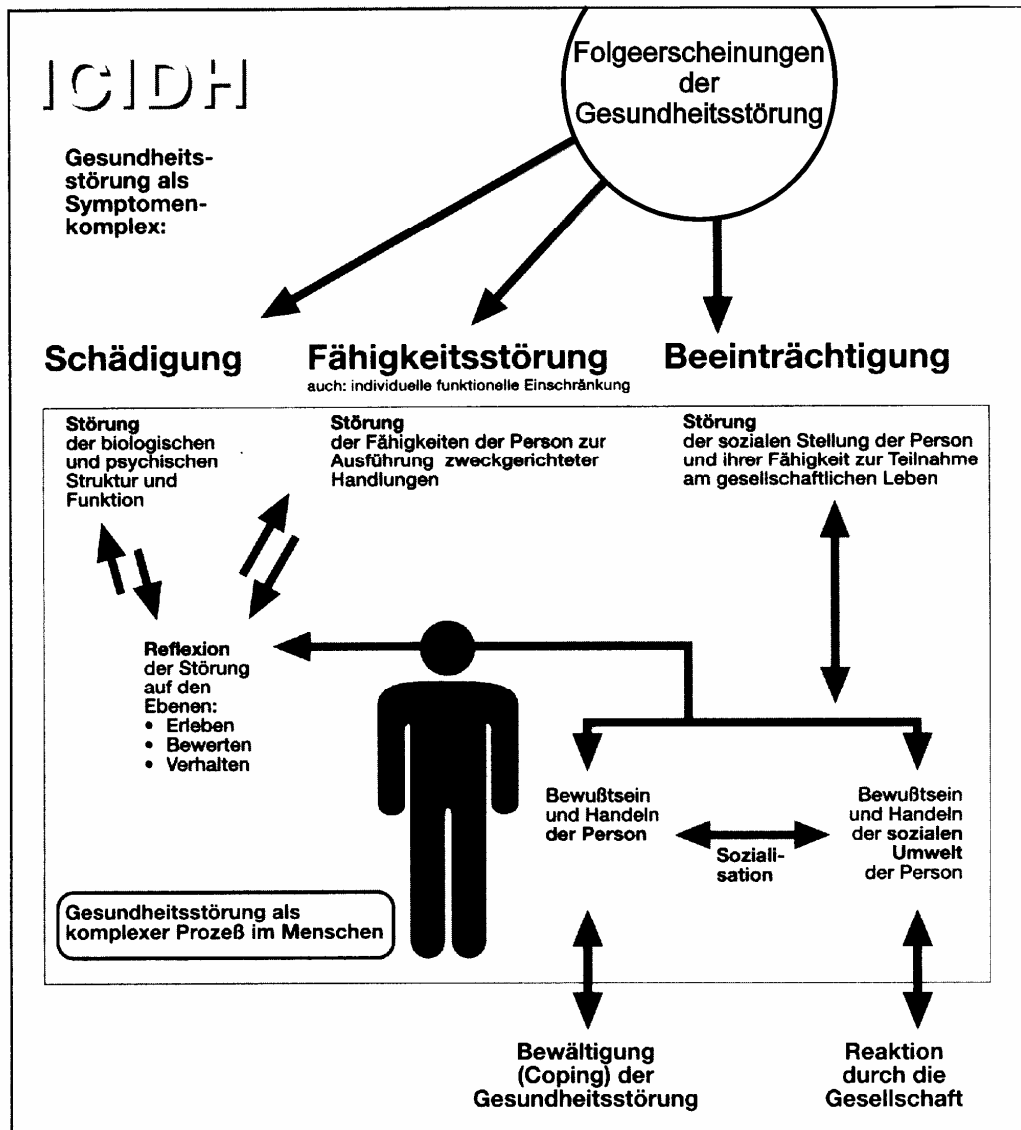 ICIDH
Gesundheits-
störung als
Symptomen-
komplex:
Folgeerscheinungen
der
Gesundheitsstörung
Schädigung
Fähigkeitsstörung
auch: individuelle funktionelle Einschränkung
Beeinträchtigung
Störung
der biologischen
und psychischen
Struktur und
Funktion
Störung
der Fähigkeiten der Person zur
Ausführung zweckgerichteter
Handlungen
Störung
der sozialen Stellung der Person
und ihrer Fähigkeit zur Teilnahme
am gesellschaftlichen Leben
Reflexion
der Störung
auf den
Ebenen:
• Erleben
• Bewerten
• Verhalten
Bewußtsein
und Handeln
der Person
Soziali-
sation
Bewußtsein
und Handeln
der sozialen
Umwelt
der Person
Gesundheitsstörung als
komplexer Prozeß im Menschen
Bewältigung
(Coping) der
Gesundheitsstörung
Reaktion
durch die
Gesellschaft